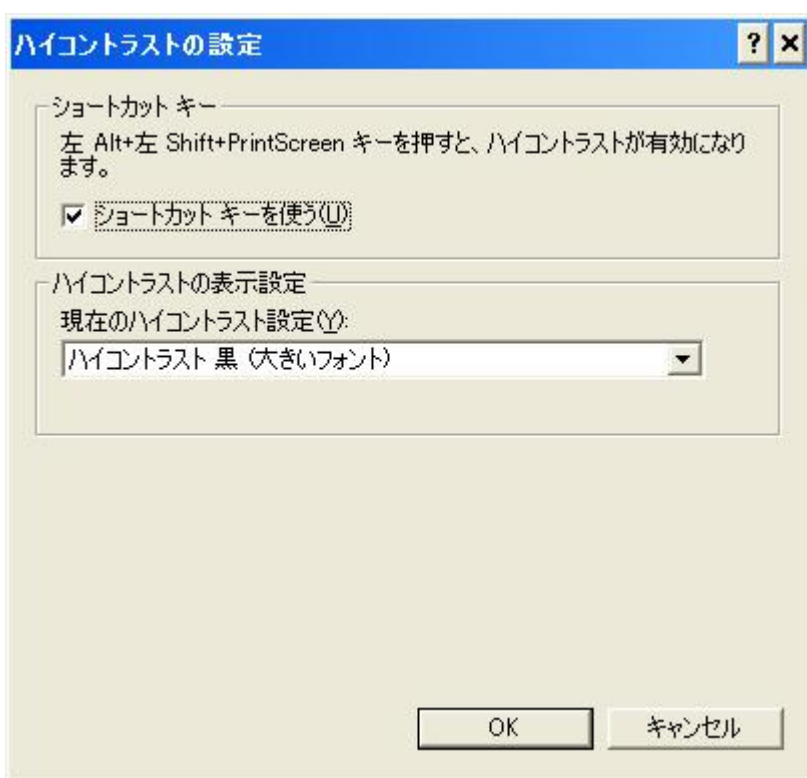 ハイコントラストの設定
ショートカット キー
左 Alt+左 Shift+PrintScreen キーを押すと、ハイコントラストが有効になり
ます。
ショートカット キーを使う(U)
ハイコントラストの表示設定
現在のハイコントラスト設定(Y):
ハイコントラスト 黒 (大きいフォント)
OK
キャンセル